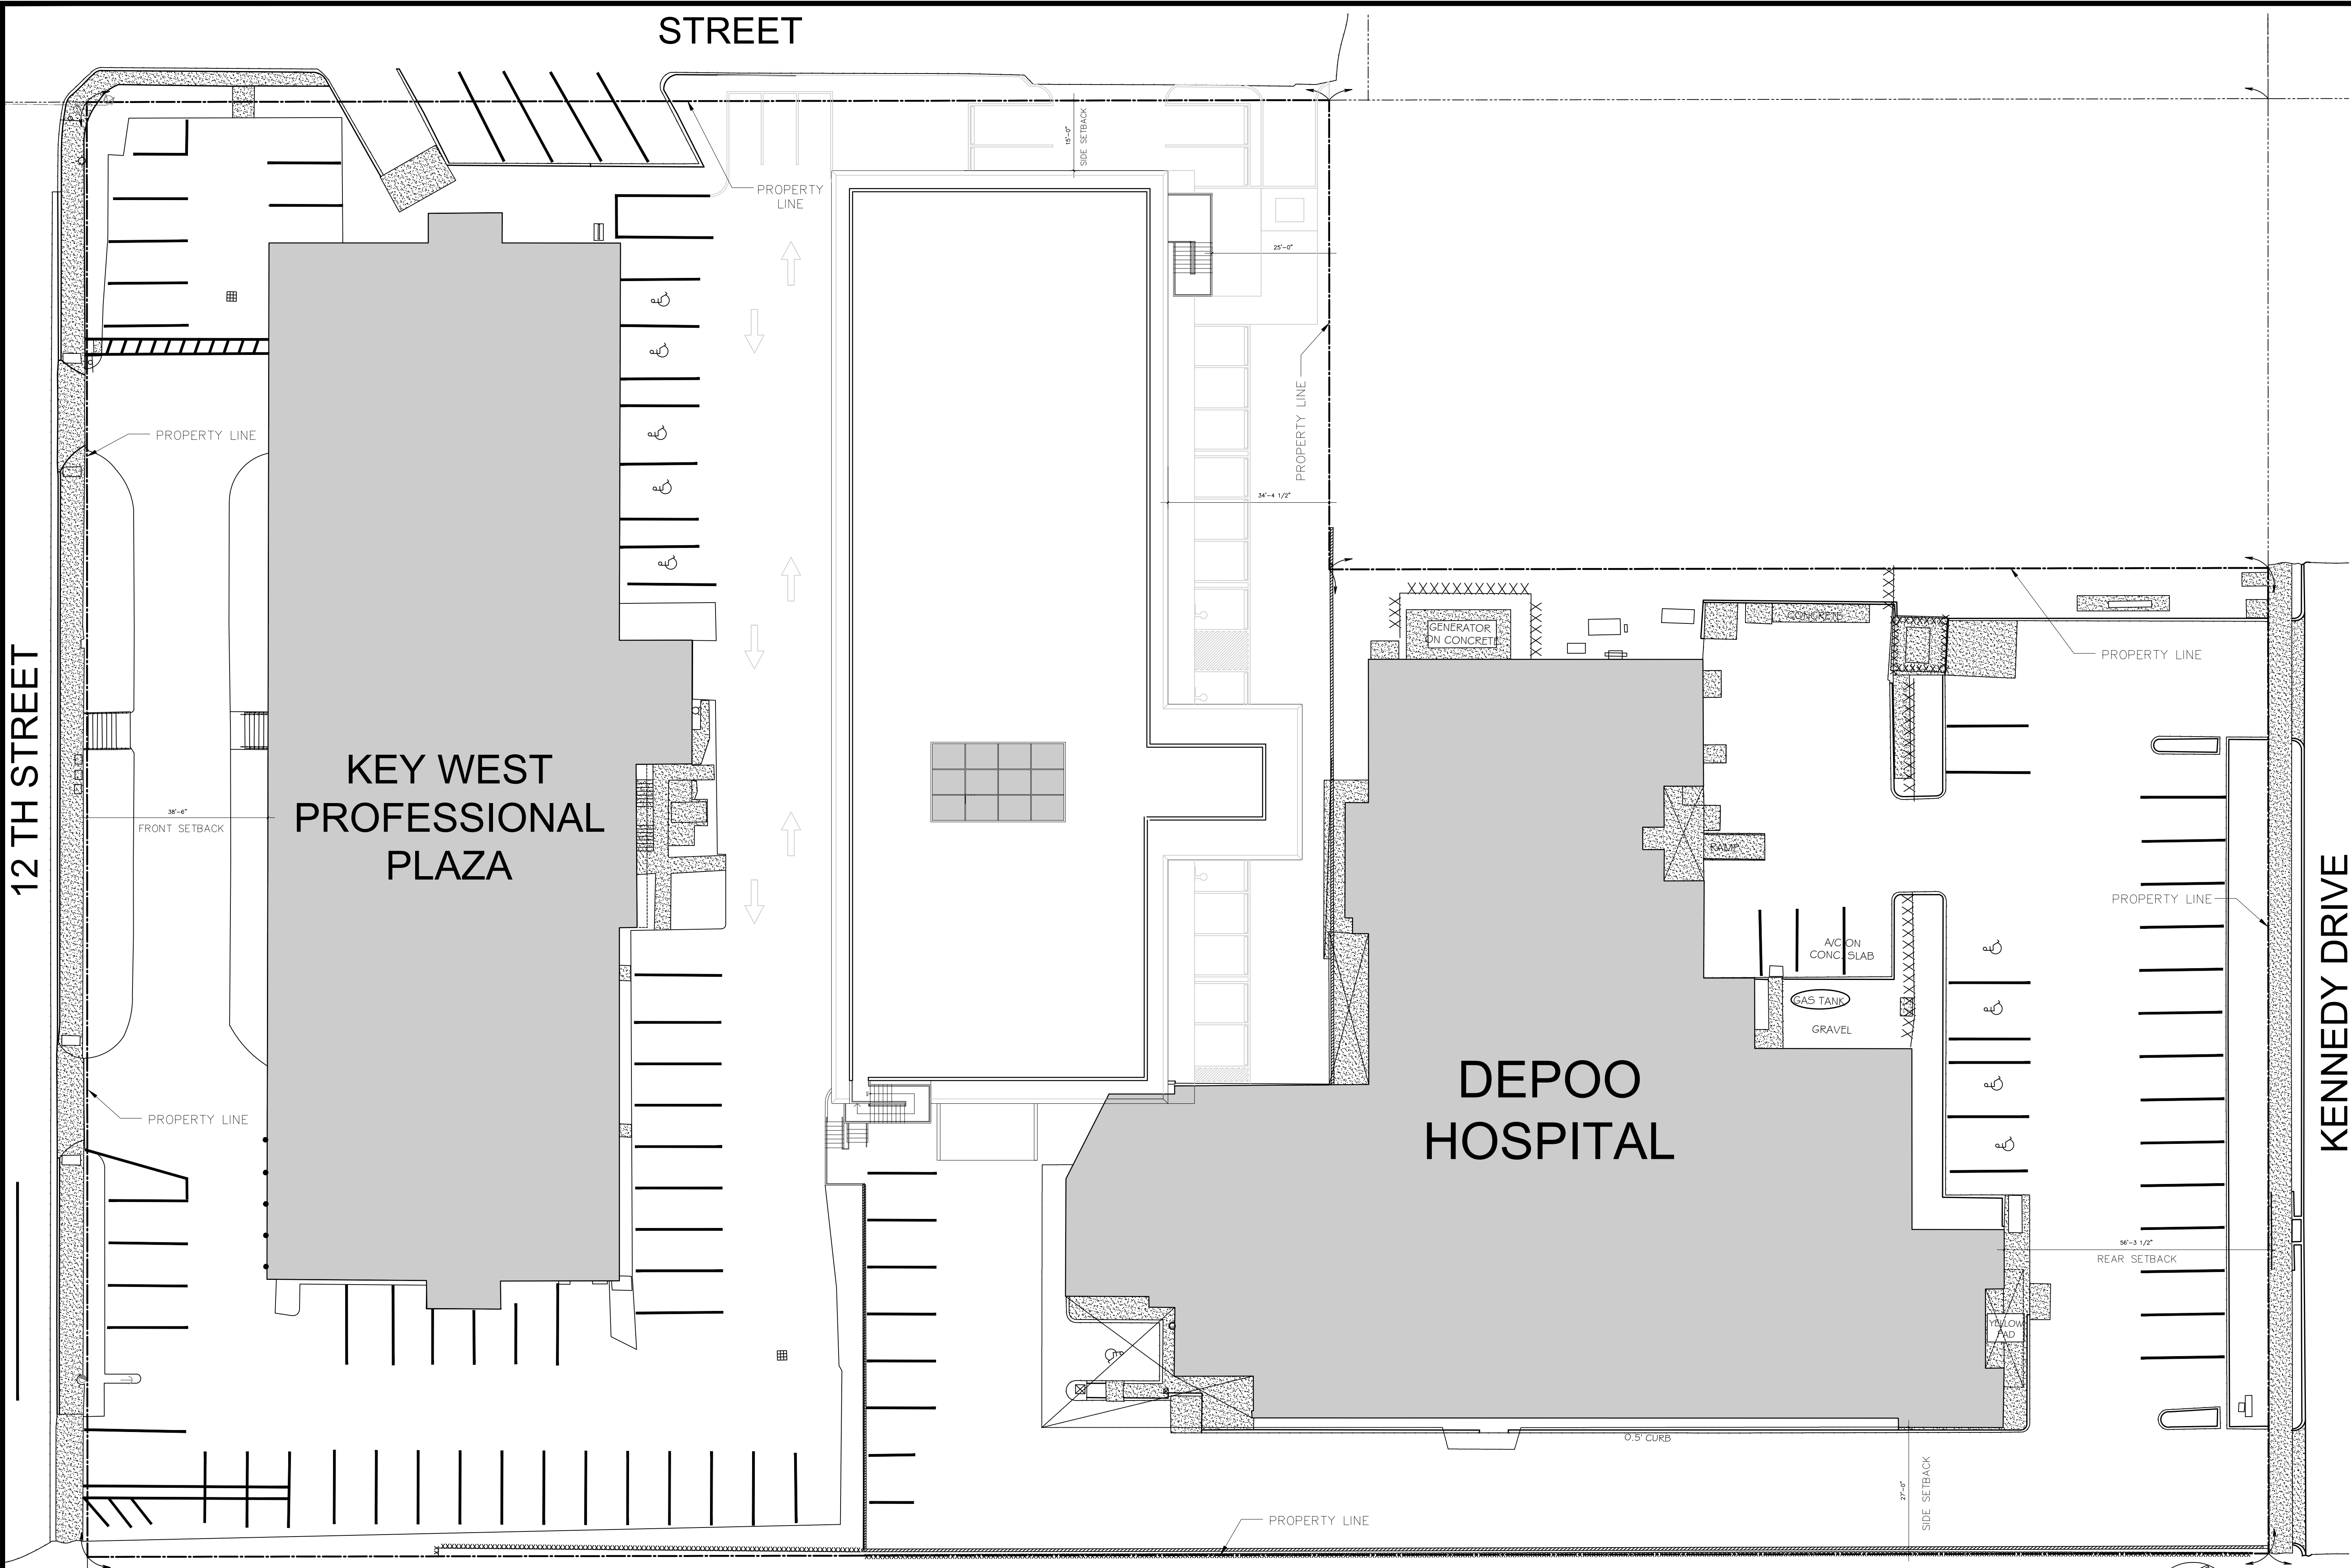 STREET
15'-0"
SIDE SETBACK
PROPERTY
LINE
25'-0"
PROPERTY LINE
PROPERTY LINE
34'-4 1/2"
GENERATOR
ON CONCRETE
CONCRETE
PROPERTY LINE
12 TH STREET
KEY WEST
PROFESSIONAL
PLAZA
38'-6"
FRONT SETBACK
RAMP
PROPERTY LINE
KENNEDY DRIVE
A/C ON
CONC. SLAB
GAS TANK
GRAVEL
DEPOO
HOSPITAL
PROPERTY LINE
56'-3 1/2"
REAR SETBACK
YELLOW
PAD
0.5' CURB
27'-0"
SIDE SETBACK
PROPERTY LINE